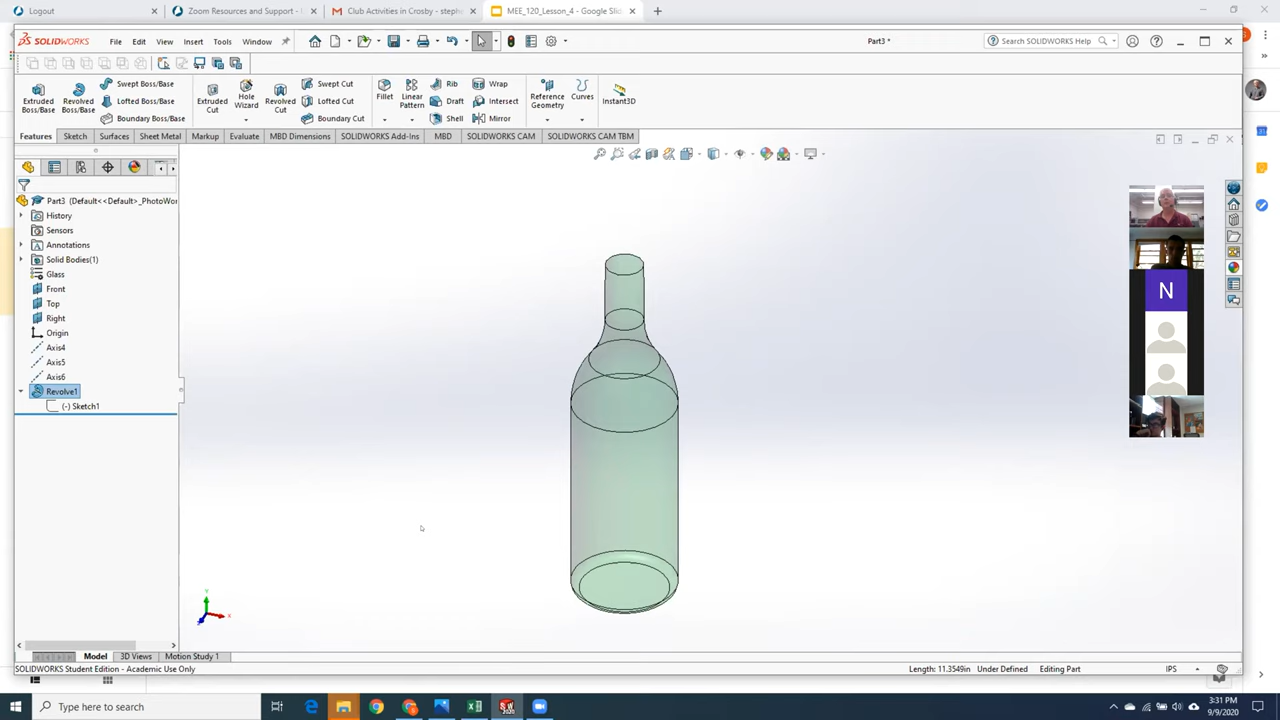 Logout
Zoom Resources and Support -
Club Activities in Crosby - steph
MEE_120_Lesson_4 - Google Slid
SOLIDWORKS
File Edit View Insert Tools Window
Part3 *
Search SOLIDWORKS Help
Extruded Boss/Base
Revolved Boss/Base
Swept Boss/Base
Lofted Boss/Base
Boundary Boss/Base
Extruded Cut
Hole Wizard
Revolved Cut
Swept Cut
Lofted Cut
Boundary Cut
Fillet
Linear Pattern
Rib
Draft
Shell
Wrap
Intersect
Mirror
Reference Geometry
Curves
Instant3D
Features Sketch Surfaces Sheet Metal Markup Evaluate MBD Dimensions SOLIDWORKS Add-Ins MBD SOLIDWORKS CAM SOLIDWORKS CAM TBM
Part3 (Default<<Default>_PhotoWor
History
Sensors
Annotations
Solid Bodies(1)
Glass
Front
Top
Right
Origin
Axis4
Axis5
Axis6
Revolve1
(-) Sketch1
N
Y
X
Z
Model 3D Views Motion Study 1
SOLIDWORKS Student Edition - Academic Use Only
Length: 11.3549in Under Defined Editing Part IPS
Type here to search
3:31 PM
9/9/2020